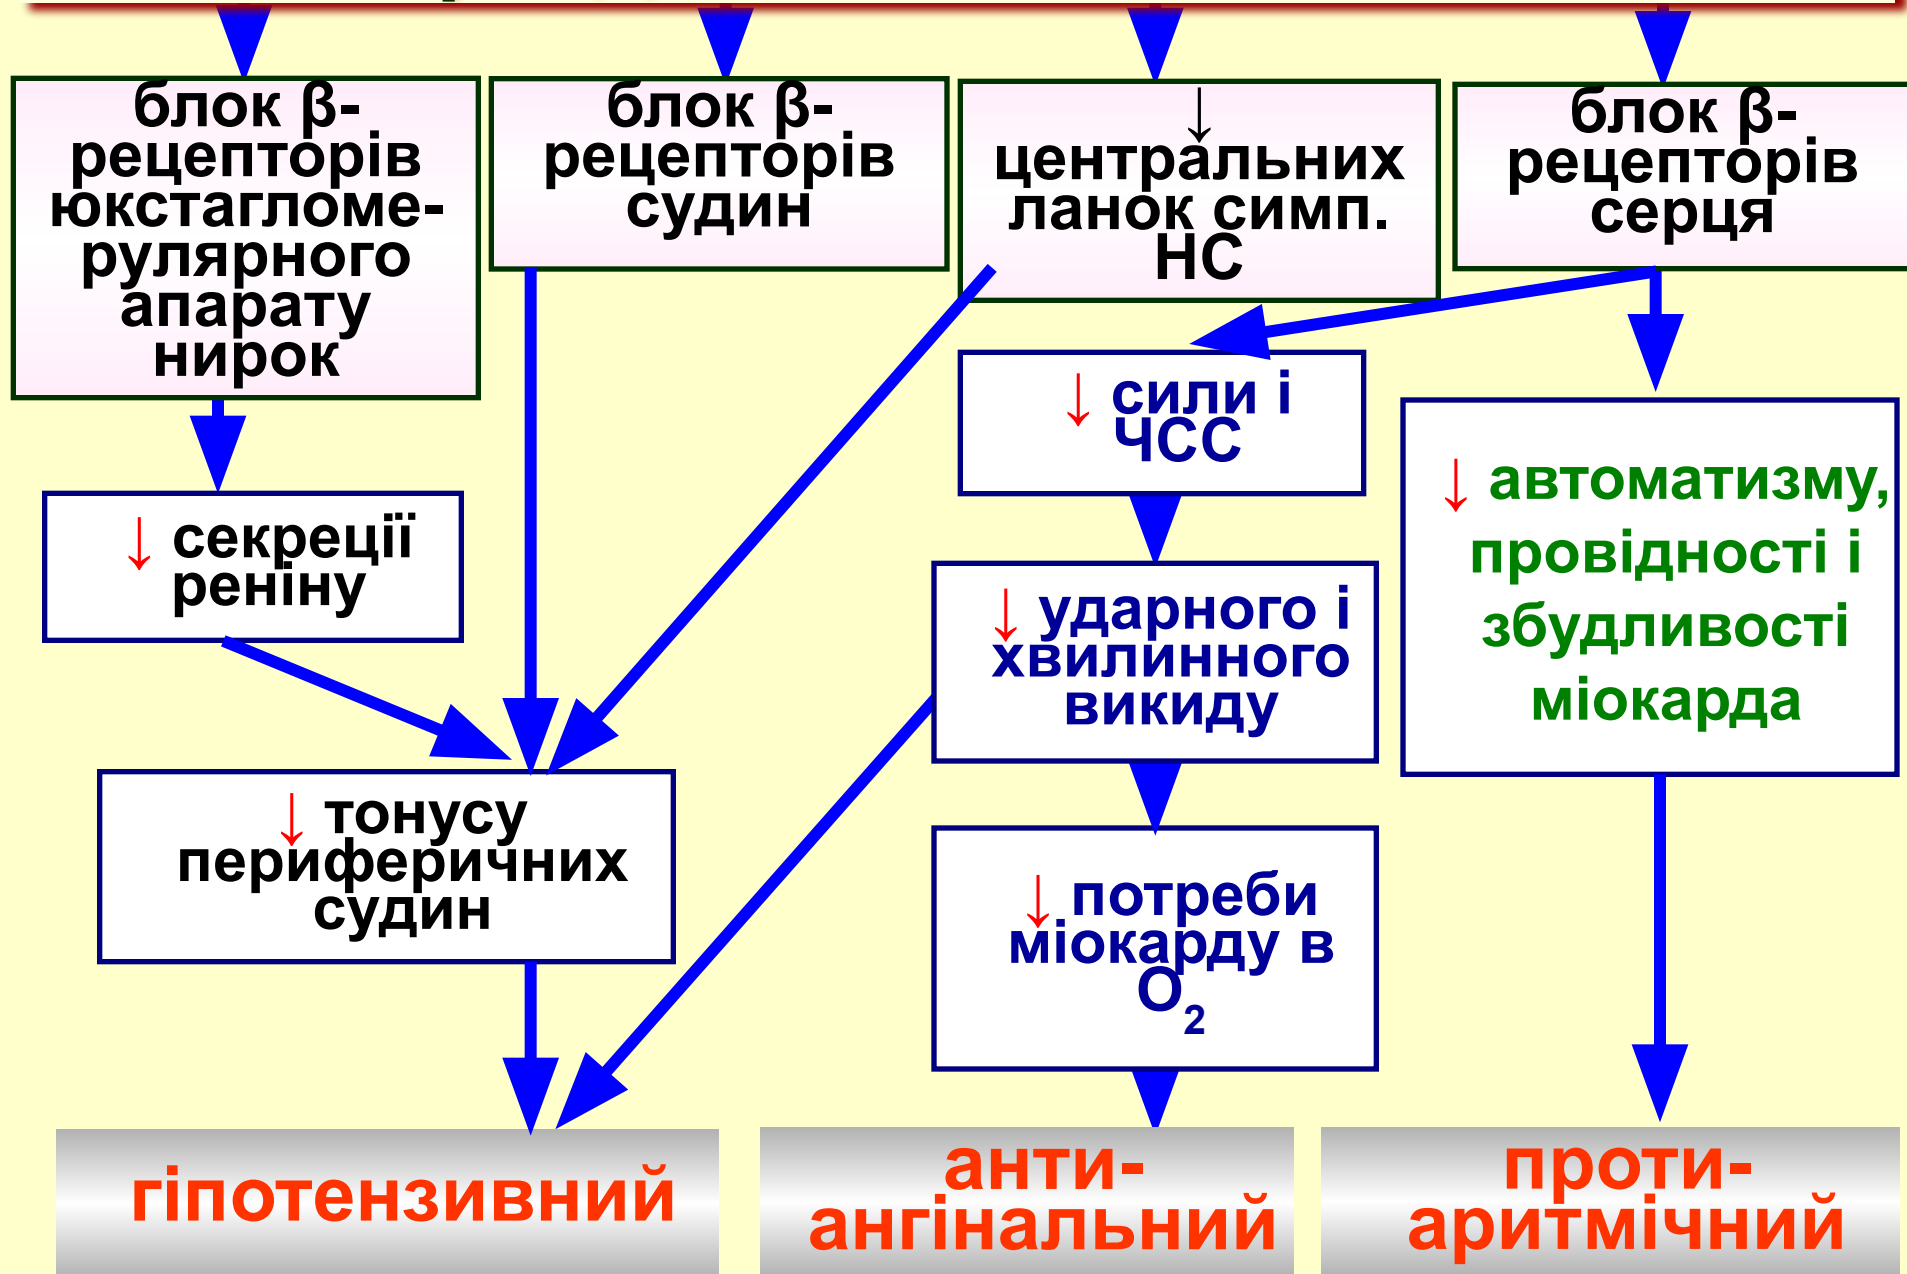 блок β-
рецепторів
юкстагломе-
рулярного
апарату
нирок
блок β-
рецепторів
судин
↓
центральних
ланок симп.
НС
блок β-
рецепторів
серця
↓ сили і
ЧСС
↓ автоматизму,
провідності і
збудливості
міокарда
↓ секреції
реніну
↓ ударного і
хвилинного
викиду
↓ тонусу
периферичних
судин
↓ потреби
міокарду в
О₂
гіпотензивний
анти-
ангінальний
проти-
аритмічний